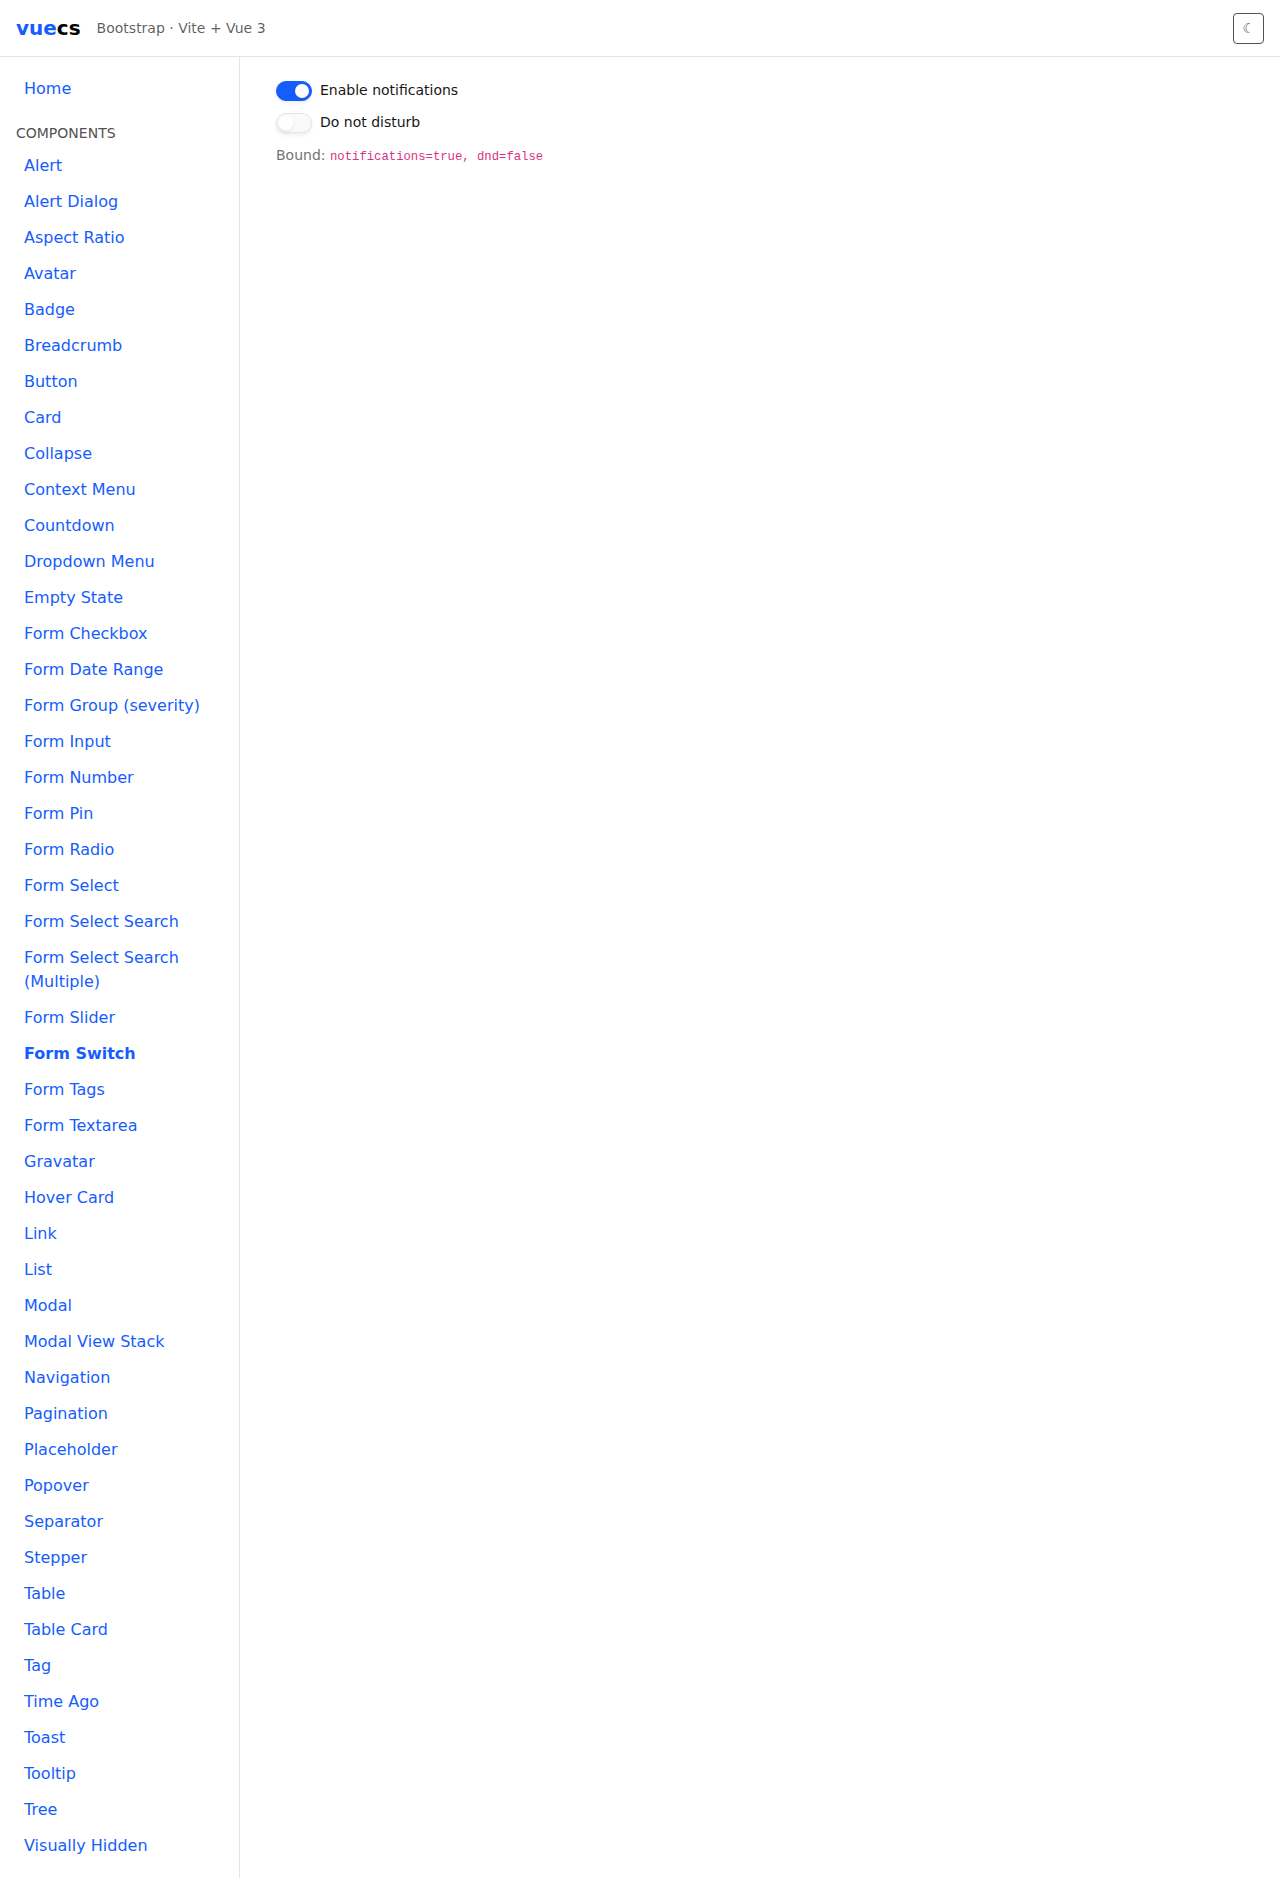 vuecs Bootstrap · Vite + Vue 3
Home
COMPONENTS
Alert
Alert Dialog
Aspect Ratio
Avatar
Badge
Breadcrumb
Button
Card
Collapse
Context Menu
Countdown
Dropdown Menu
Empty State
Form Checkbox
Form Date Range
Form Group (severity)
Form Input
Form Number
Form Pin
Form Radio
Form Select
Form Select Search
Form Select Search
(Multiple)
Form Slider
Form Switch
Form Tags
Form Textarea
Gravatar
Hover Card
Link
List
Modal
Modal View Stack
Navigation
Pagination
Placeholder
Popover
Separator
Stepper
Table
Table Card
Tag
Time Ago
Toast
Tooltip
Tree
Visually Hidden
Enable notifications
Do not disturb
Bound: notifications=true, dnd=false